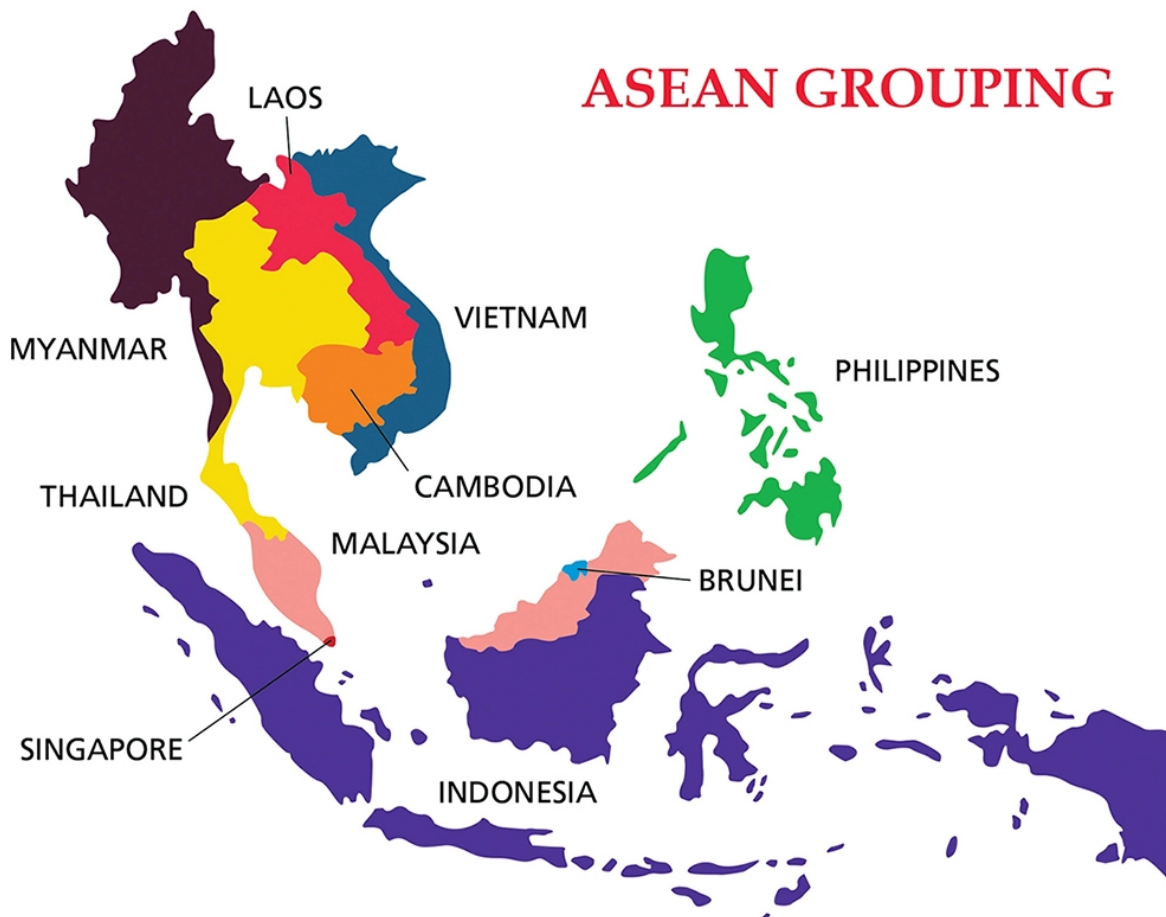 ASEAN GROUPING
LAOS
VIETNAM
MYANMAR
PHILIPPINES
CAMBODIA
THAILAND
MALAYSIA
BRUNEI
SINGAPORE
INDONESIA